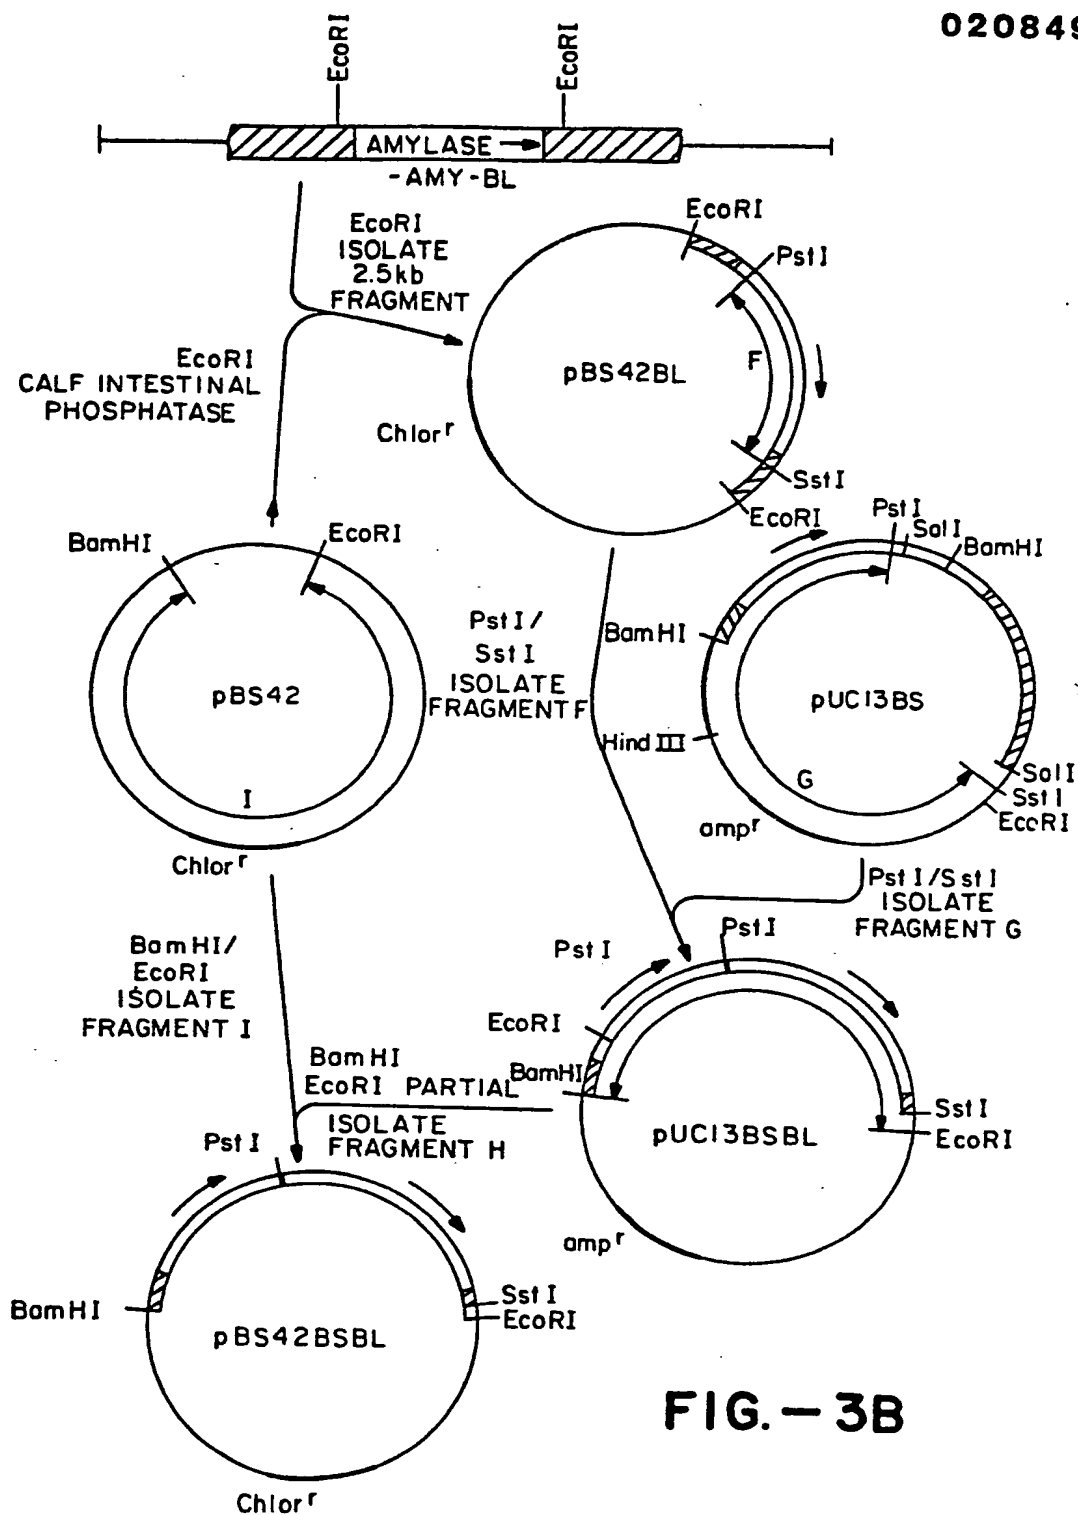 020849
EcoRI
EcoRI
AMYLASE
-AMY-BL
EcoRI
ISOLATE
2.5kb
FRAGMENT
EcoRI
CALF INTESTINAL
PHOSPHATASE
EcoRI
PstI
F
pBS42BL
Chlorʳ
SstI
EcoRI
BamHI
EcoRI
pBS42
I
Chlorʳ
PstI/
SstI
ISOLATE
FRAGMENT F
PstI
SalI
BamHI
BamHI
pUC13BS
HindIII
G
SalI
SstI
EcoRI
ampʳ
PstI/SstI
ISOLATE
FRAGMENT G
BamHI/
EcoRI
ISOLATE
FRAGMENT I
PstI
PstI
EcoRI
BamHI
SstI
EcoRI
pUC13BSBL
ampʳ
BamHI
EcoRI PARTIAL
ISOLATE
FRAGMENT H
PstI
BamHI
SstI
EcoRI
pBS42BSBL
Chlorʳ
FIG.-3B